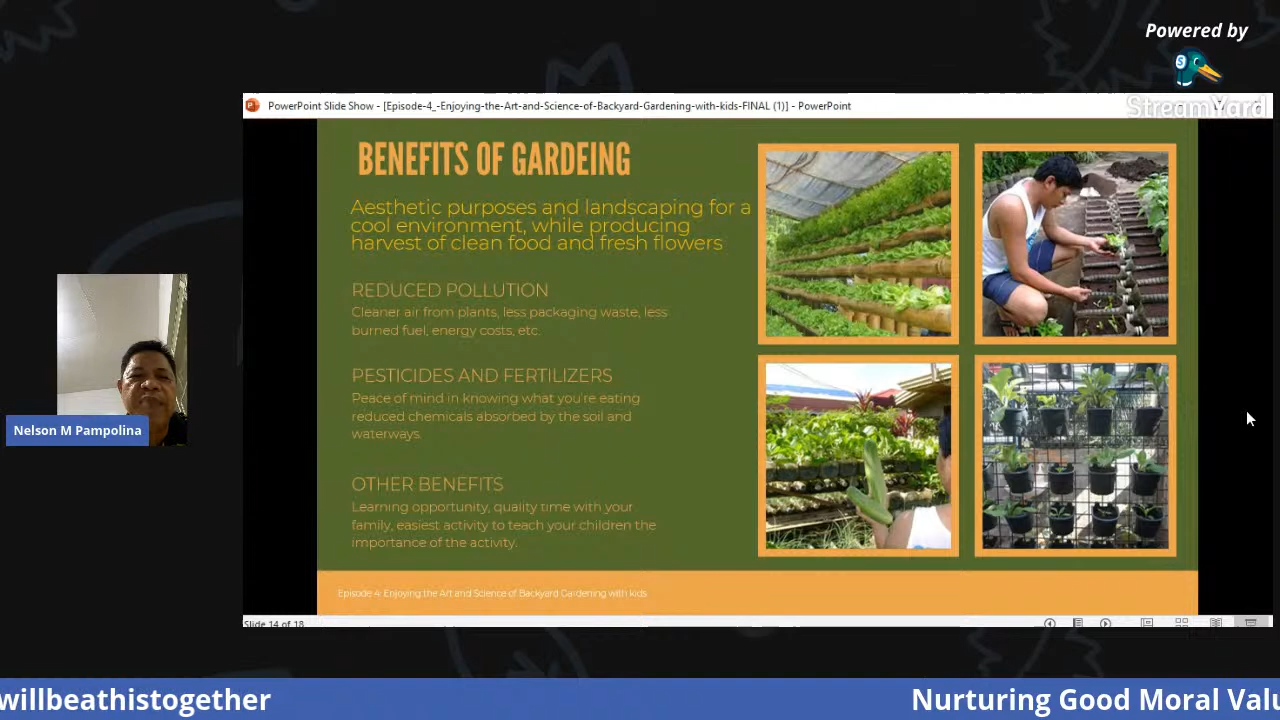 Powered by
StreamYard
PowerPoint Slide Show - [Episode-4_-Enjoying-the-Art-and-Science-of-Backyard-Gardening-with-kids-FINAL (1)] - PowerPoint
BENEFITS OF GARDEING
Aesthetic purposes and landscaping for a
cool environment, while producing
harvest of clean food and fresh flowers
REDUCED POLLUTION
Cleaner air from plants, less packaging waste, less
burned fuel, energy costs, etc.
PESTICIDES AND FERTILIZERS
Peace of mind in knowing what you're eating
reduced chemicals absorbed by the soil and
waterways.
OTHER BENEFITS
Learning opportunity, quality time with your
family, easiest activity to teach your children the
importance of the activity.
Episode 4: Enjoying the Art and Science of Backyard Gardening with kids
Slide 14 of 18
Nelson M Pampolina
willbeathistogether
Nurturing Good Moral Valu